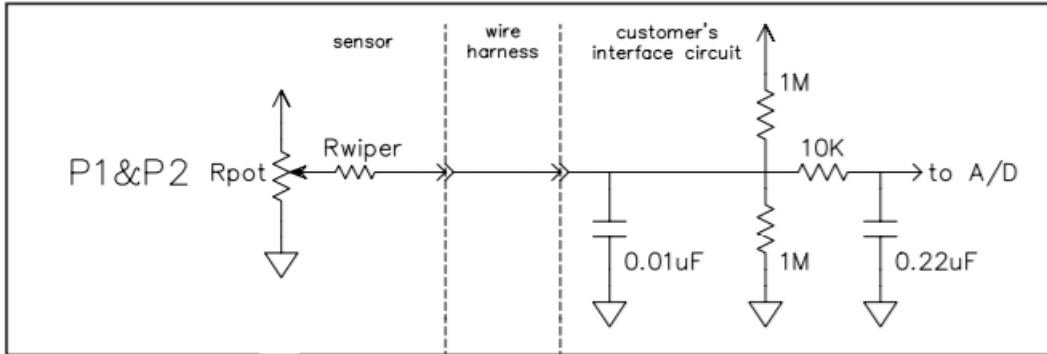 sensor
wire
harness
customer's
interface circuit
1M
P1&P2
Rpot
Rwiper
10K
to A/D
0.01uF
1M
0.22uF